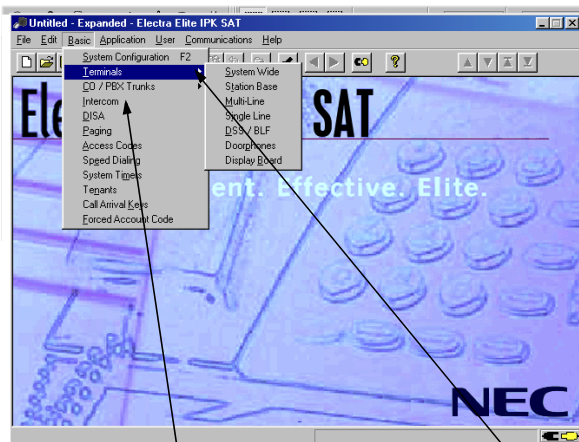 Untitled - Expanded - Electra Elite IPK SAT
File Edit Basic Application User Communications Help
System Configuration F2
Terminals
CO / PBX Trunks
Intercom
DISA
Paging
Access Codes
Speed Dialing
System Timers
Tenants
Call Arrival Keys
Forced Account Code
System Wide
Station Base
Multi-Line
Single Line
DSS / BLF
Doorphones
Display Board
Ele SAT
ent. Effective. Elite.
NEC